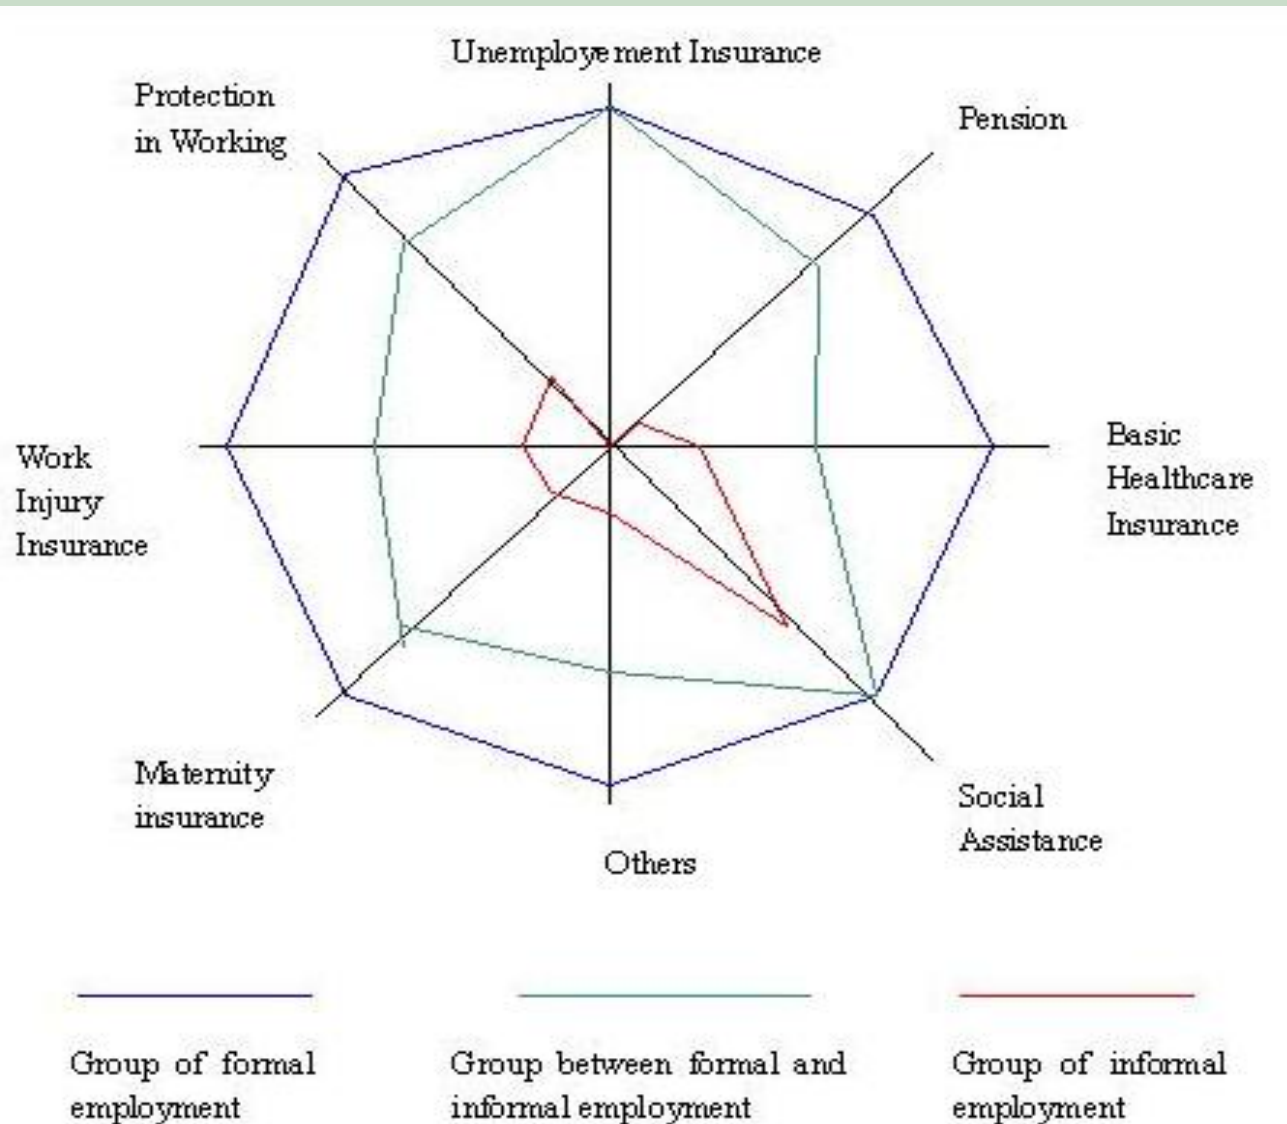 Unemployement Insurance
Protection
in Working
Pension
Work
Injury
Insurance
Basic
Healthcare
Insurance
Maternity
insurance
Social
Assistance
Others
Group of formal
employment
Group between formal and
informal employment
Group of informal
employment